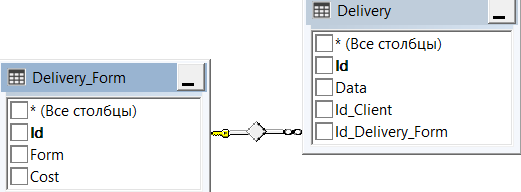 Delivery
* (Все столбцы)
Id
Data
Id_Client
Id_Delivery_Form
Delivery_Form
* (Все столбцы)
Id
Form
Cost